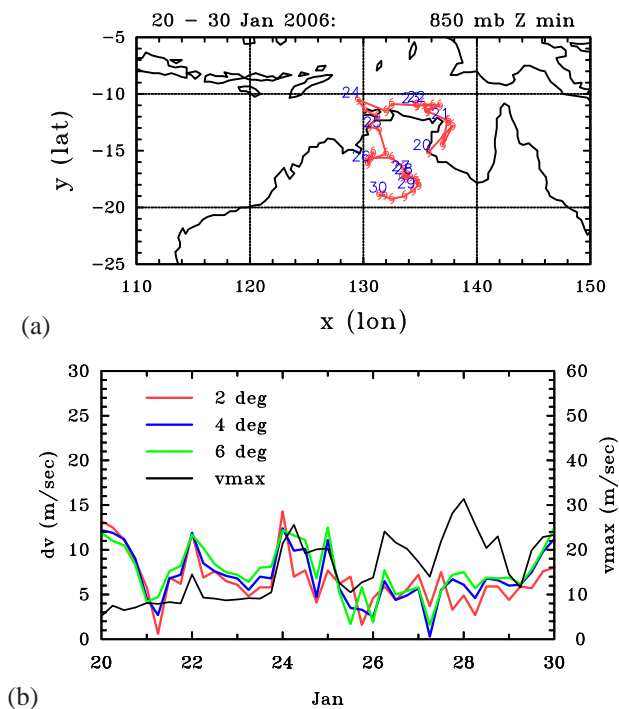 20 – 30 Jan 2006: 850 mb Z min
-5
-10
-15
-20
-25
y (lat)
24
23
22
21
25
20
26
27
28
29
30
110 120 130 140 150
x (lon)
(a)
30 60
25 50
20 40
15 30
10 20
5 10
0 0
dv (m/sec)
vmax (m/sec)
2 deg
4 deg
6 deg
vmax
20 22 24 26 28 30
Jan
(b)